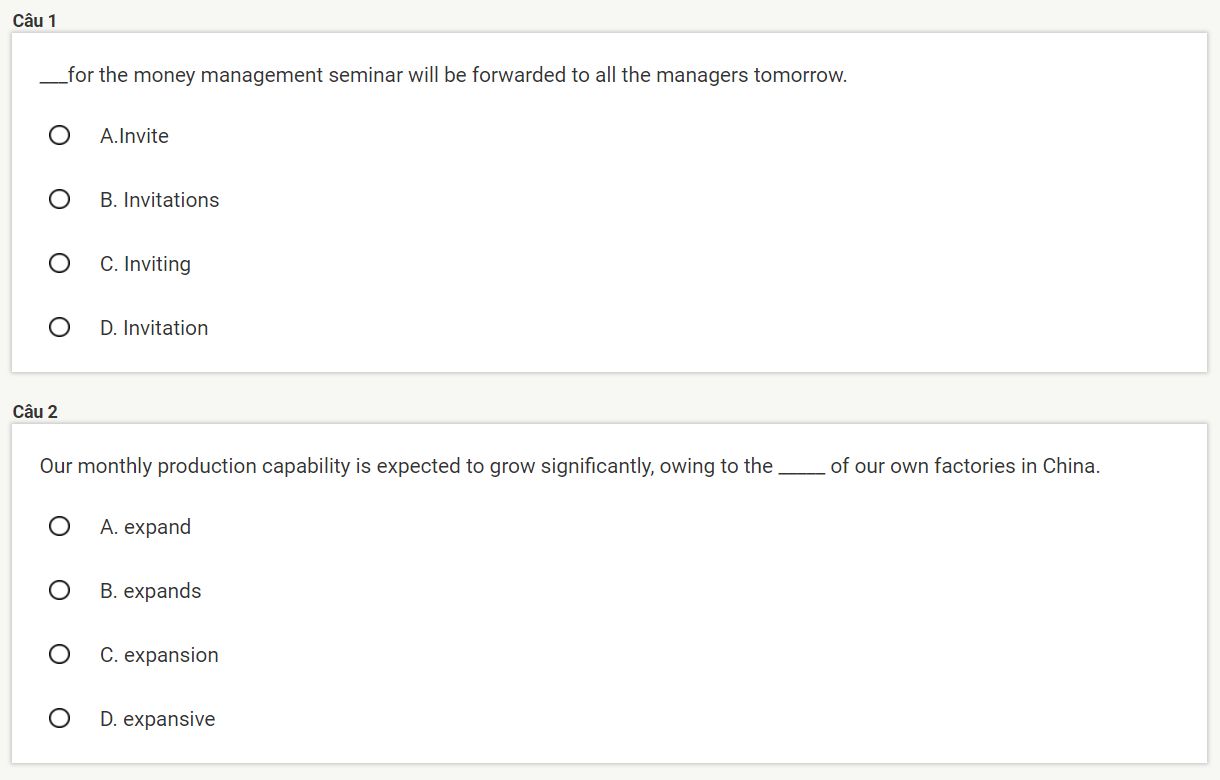 Câu 1
___for the money management seminar will be forwarded to all the managers tomorrow.
A.Invite
B. Invitations
C. Inviting
D. Invitation
Câu 2
Our monthly production capability is expected to grow significantly, owing to the _____ of our own factories in China.
A. expand
B. expands
C. expansion
D. expansive